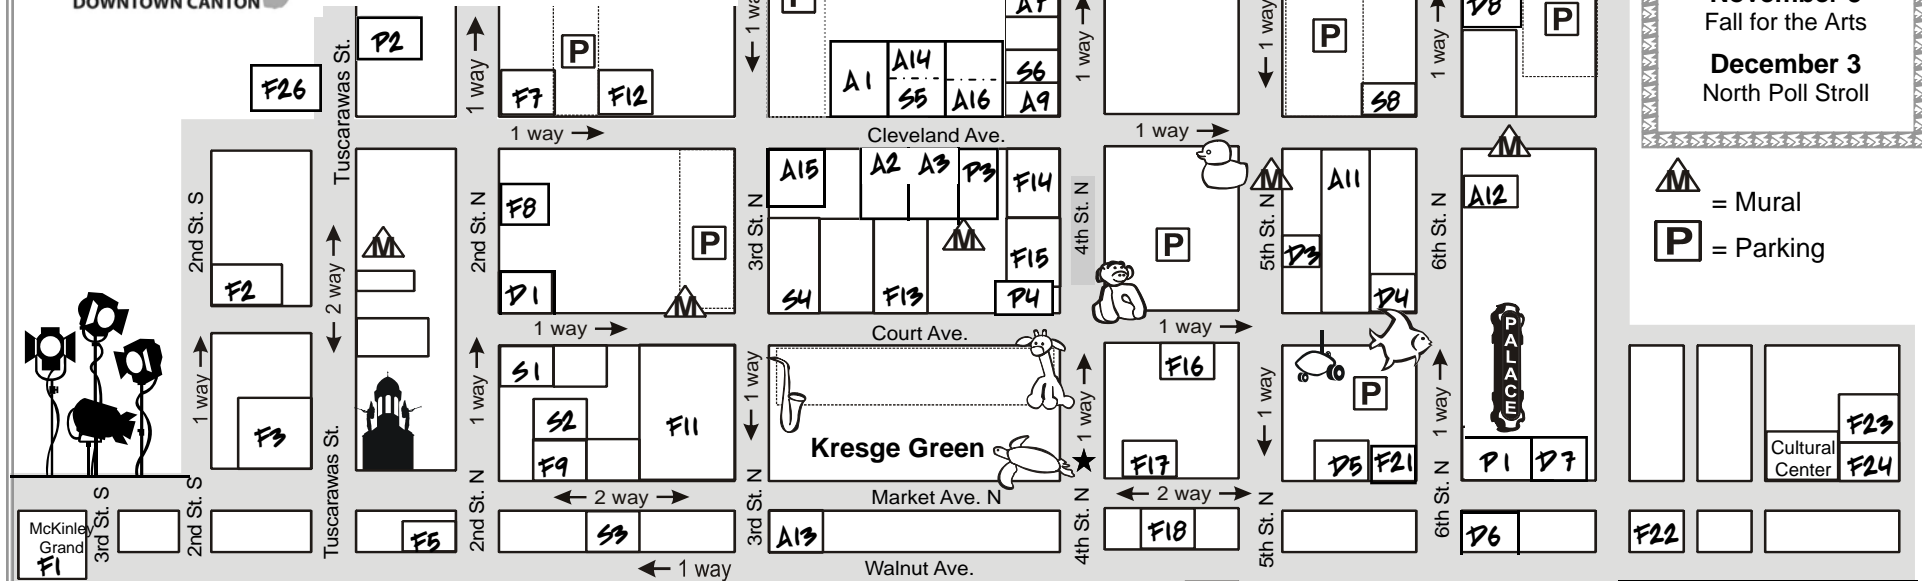 DOWNTOWN CANTON
P
A7
D8
P
November
Fall for the Arts
December 3
North Poll Stroll
P2
1 way
P
1 way
1 way
P
1 way
F26
F7
F12
A1
A14
S5
A16
S6
A9
S8
Tuscarawas St.
1 way
Cleveland Ave.
1 way
M
M
= Mural
P
= Parking
2nd St. S
2nd St. N
F8
A15
A2
A3
P3
F14
3rd St. N
4th St. N
M
5th St. N
A11
6th St. N
A12
M
P
M
F15
P
D3
F2
2 way
D1
M
S4
F13
P4
D4
1 way
Court Ave.
1 way
PALACE
1 way
1 way
S1
1 way
1 way
F16
1 way
P
1 way
F3
S2
F11
F23
Kresge Green
Cultural
Center
F24
F9
F17
D5
F21
P1
D7
Tuscarawas St.
3rd St. S
2nd St. S
2nd St. N
2 way
3rd St. N
Market Ave. N
4th St. N
2 way
5th St. N
6th St. N
McKinley
Grand
F1
F5
S3
A13
F18
D6
F22
1 way
Walnut Ave.